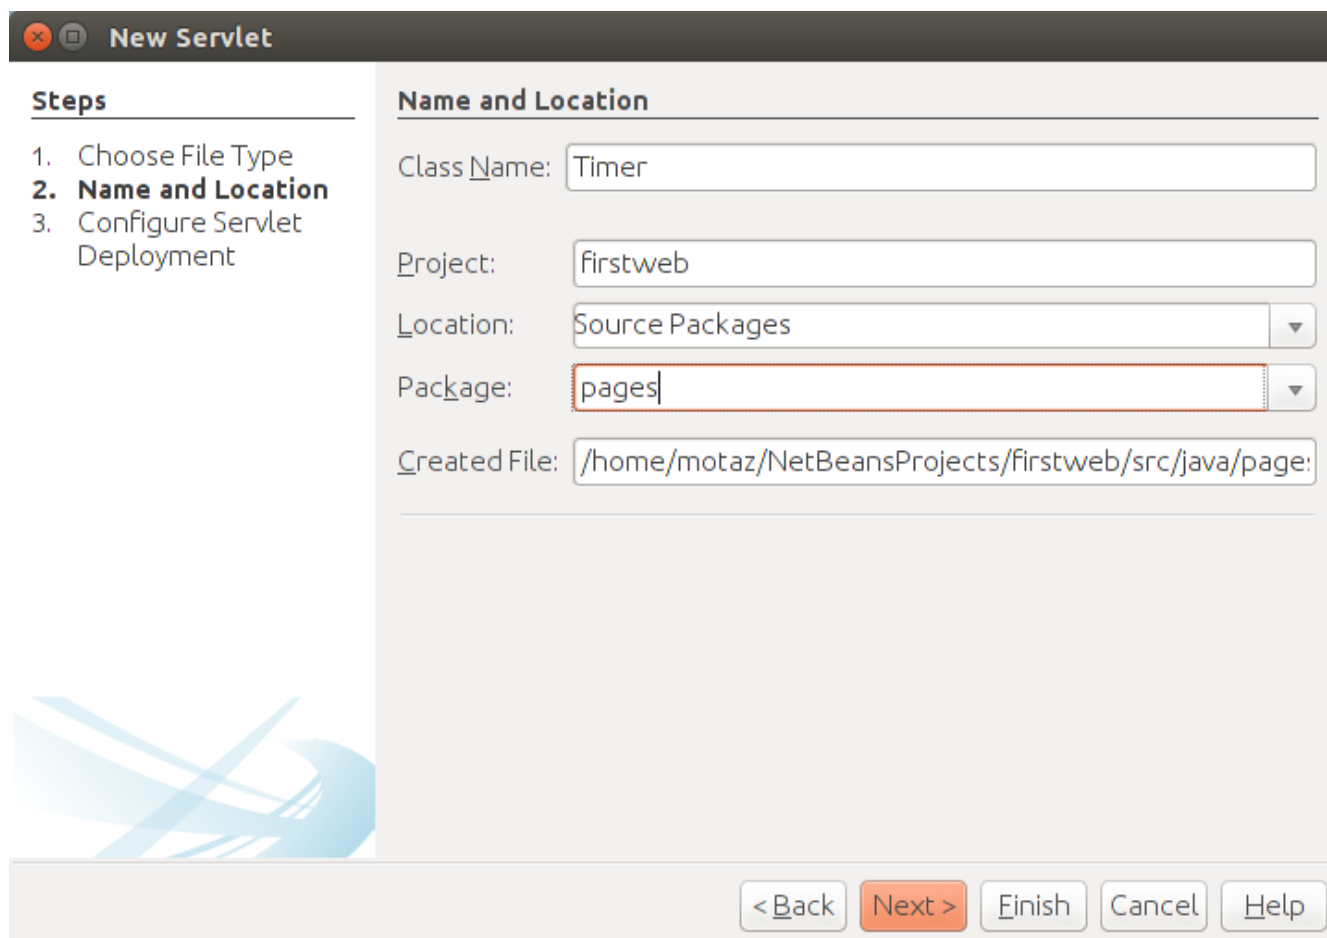 New Servlet
Steps
1. Choose File Type
2. Name and Location
3. Configure Servlet
Deployment
Name and Location
Class Name: Timer
Project: firstweb
Location: Source Packages
Package: pages
Created File: /home/motaz/NetBeansProjects/firstweb/src/java/pages
< Back Next > Finish Cancel Help